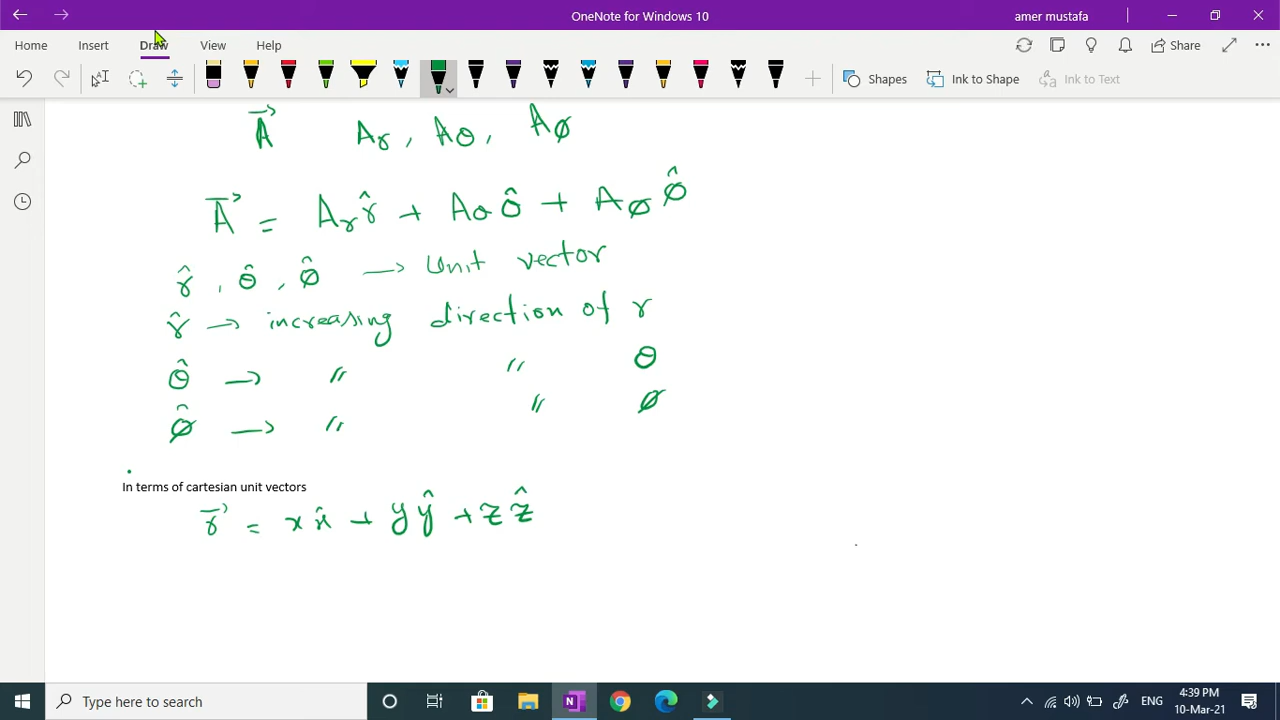 OneNote for Windows 10
amer mustafa
Home Insert Draw View Help
Share
Shapes Ink to Shape Ink to Text
A⃗ Aᵣ, Aθ, Aø
A⃗ = Aᵣ r̂ + Aθ θ̂ + Aø ø̂
r̂, θ̂, ø̂ → Unit vector
r̂ → increasing direction of r
θ̂ → " " θ
ø̂ → " " ø
In terms of cartesian unit vectors
r⃗ = x x̂ + y ŷ + z ẑ
Type here to search
ENG
4:39 PM
10-Mar-21